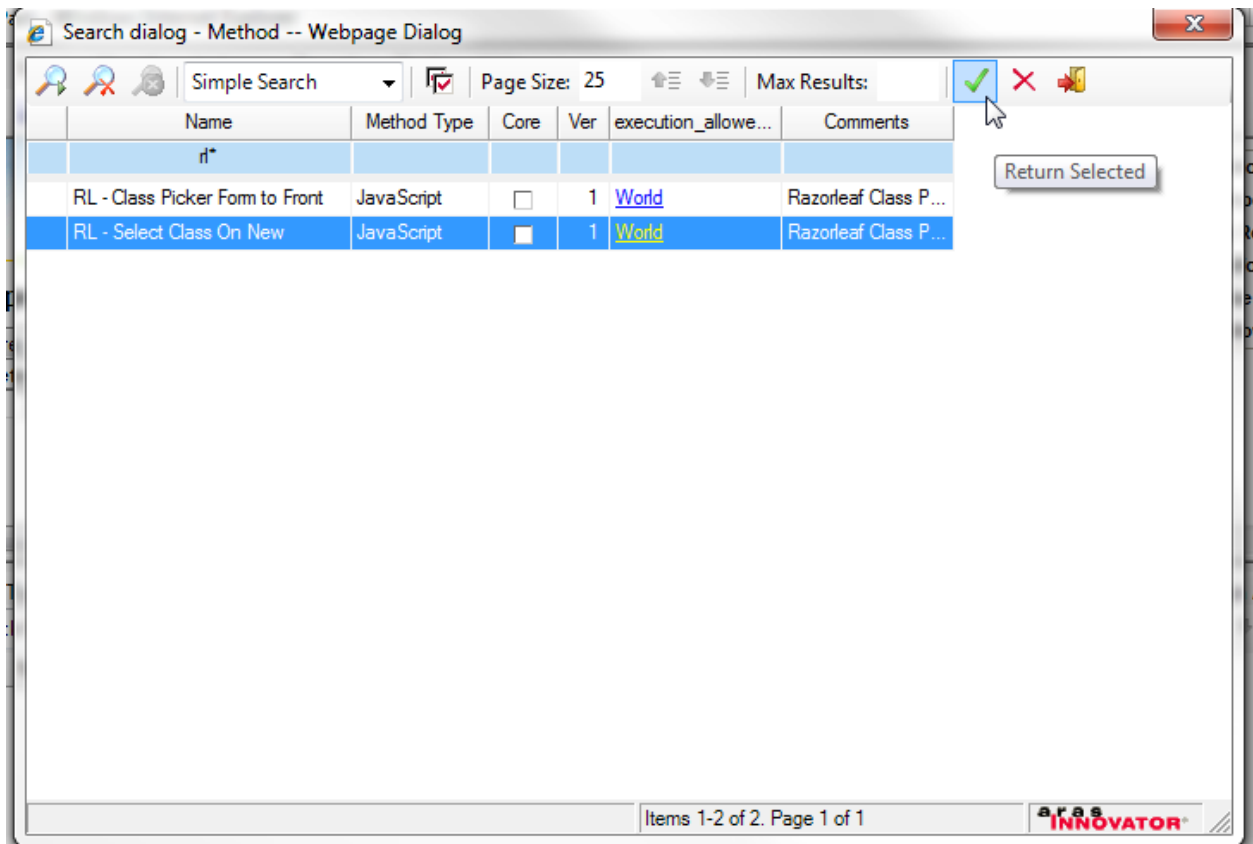 Search dialog - Method -- Webpage Dialog
Simple Search Page Size: 25 Max Results:
Name Method Type Core Ver execution_allowe... Comments
rl*
Return Selected
RL - Class Picker Form to Front JavaScript 1 World Razorleaf Class P...
RL - Select Class On New JavaScript 1 World Razorleaf Class P...
Items 1-2 of 2. Page 1 of 1
aras
INNOVATOR